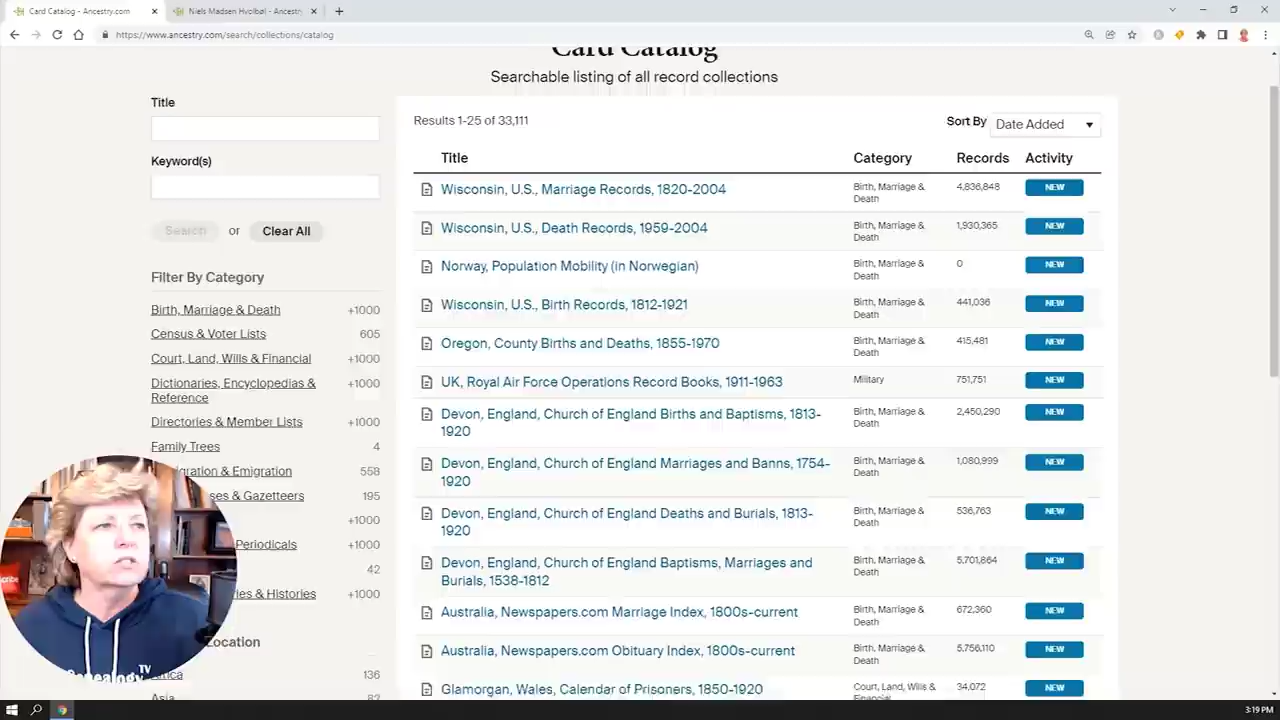 Card Catalog - Ancestry.com
Niels Madsen Hvolbøl - Ancestr
https://www.ancestry.com/search/collections/catalog
Card Catalog
Searchable listing of all record collections
Title
Keyword(s)
Search or Clear All
Filter By Category
Birth, Marriage & Death +1000
Census & Voter Lists 605
Court, Land, Wills & Financial +1000
Dictionaries, Encyclopedias & +1000
Reference
Directories & Member Lists +1000
Family Trees 4
gration & Emigration 558
ses & Gazetteers 195
+1000
Periodicals +1000
42
ries & Histories +1000
Location
Africa 136
Asia 82
Results 1-25 of 33,111
Sort By Date Added
Title Category Records Activity
Wisconsin, U.S., Marriage Records, 1820-2004 Birth, Marriage & 4,836,848 NEW
Death
Wisconsin, U.S., Death Records, 1959-2004 Birth, Marriage & 1,930,365 NEW
Death
Norway, Population Mobility (in Norwegian) Birth, Marriage & 0 NEW
Death
Wisconsin, U.S., Birth Records, 1812-1921 Birth, Marriage & 441,036 NEW
Death
Oregon, County Births and Deaths, 1855-1970 Birth, Marriage & 415,481 NEW
Death
UK, Royal Air Force Operations Record Books, 1911-1963 Military 751,751 NEW
Devon, England, Church of England Births and Baptisms, 1813- Birth, Marriage & 2,450,290 NEW
1920 Death
Devon, England, Church of England Marriages and Banns, 1754- Birth, Marriage & 1,080,999 NEW
1920 Death
Devon, England, Church of England Deaths and Burials, 1813- Birth, Marriage & 536,763 NEW
1920 Death
Devon, England, Church of England Baptisms, Marriages and Birth, Marriage & 5,701,864 NEW
Burials, 1538-1812 Death
Australia, Newspapers.com Marriage Index, 1800s-current Birth, Marriage & 672,360 NEW
Death
Australia, Newspapers.com Obituary Index, 1800s-current Birth, Marriage & 5,756,110 NEW
Death
Glamorgan, Wales, Calendar of Prisoners, 1850-1920 Court, Land, Wills & 34,072 NEW
Financial
Genealogy TV
3:19 PM